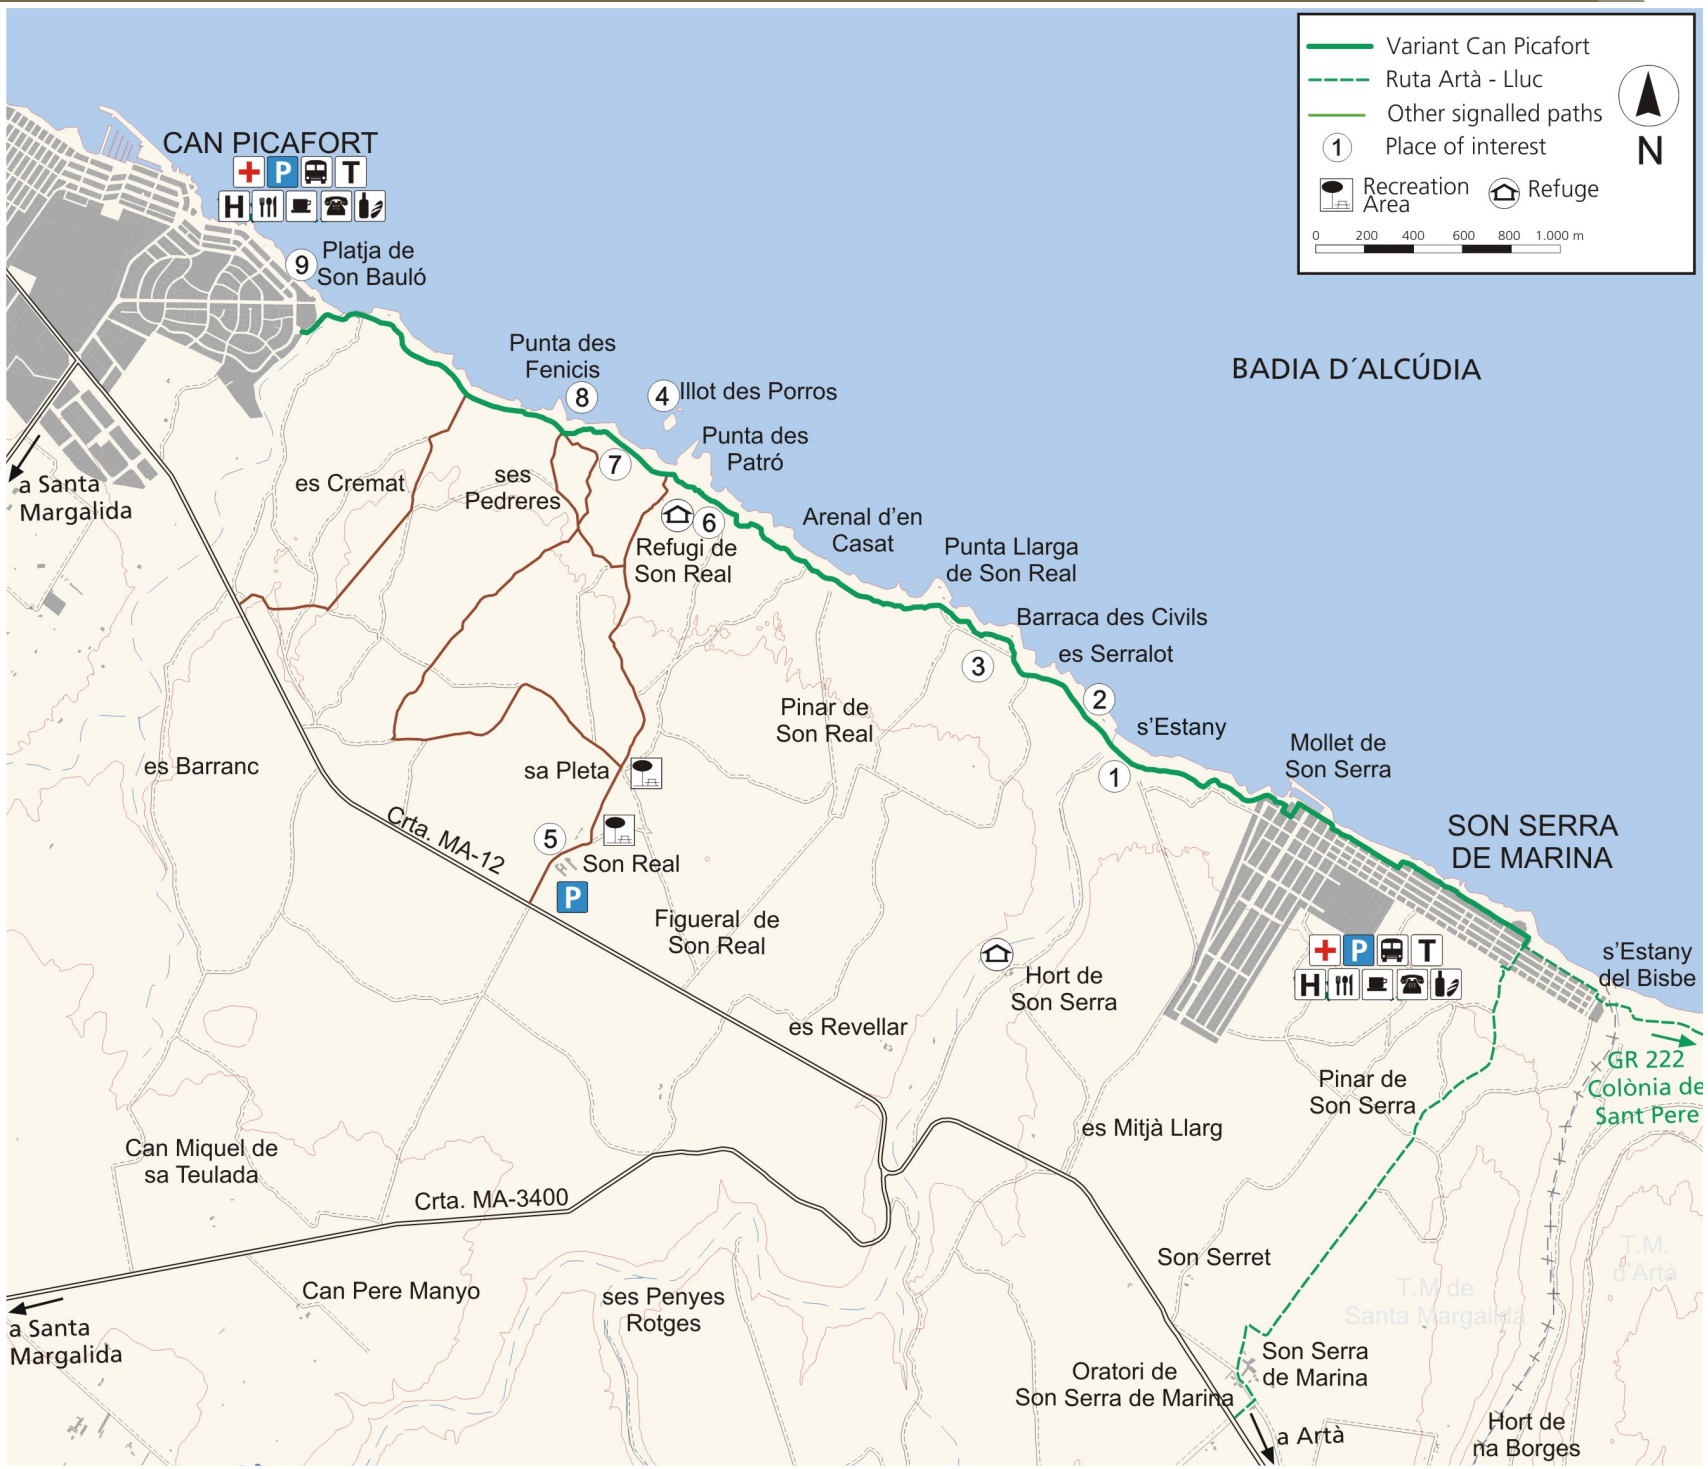 Variant Can Picafort
Ruta Artà - Lluc
Other signalled paths
1
Place of interest
Recreation
Area
Refuge
N
0 200 400 600 800 1.000 m
CAN PICAFORT
P
T
H
9
Platja de
Son Bauló
Punta des
Fenicis
8
4
Illot des Porros
BADIA D´ALCÚDIA
Punta des
Patró
7
a Santa
Margalida
es Cremat
ses
Pedreres
6
Refugi de
Son Real
Arenal d'en
Casat
Punta Llarga
de Son Real
Barraca des Civils
es Serralot
3
2
s'Estany
1
Pinar de
Son Real
es Barranc
sa Pleta
Mollet de
Son Serra
Crta. MA-12
5
Son Real
P
SON SERRA
DE MARINA
Figueral de
Son Real
P
T
H
s'Estany
del Bisbe
Hort de
Son Serra
es Revellar
GR 222
Colònia de
Sant Pere
Pinar de
Son Serra
es Mitjà Llarg
Can Miquel de
sa Teulada
Crta. MA-3400
Son Serret
T.M.
d'Artà
T.M de
Santa Margalida
Can Pere Manyo
ses Penyes
Rotges
a Santa
Margalida
Son Serra
de Marina
Oratori de
Son Serra de Marina
a Artà
Hort de
na Borges